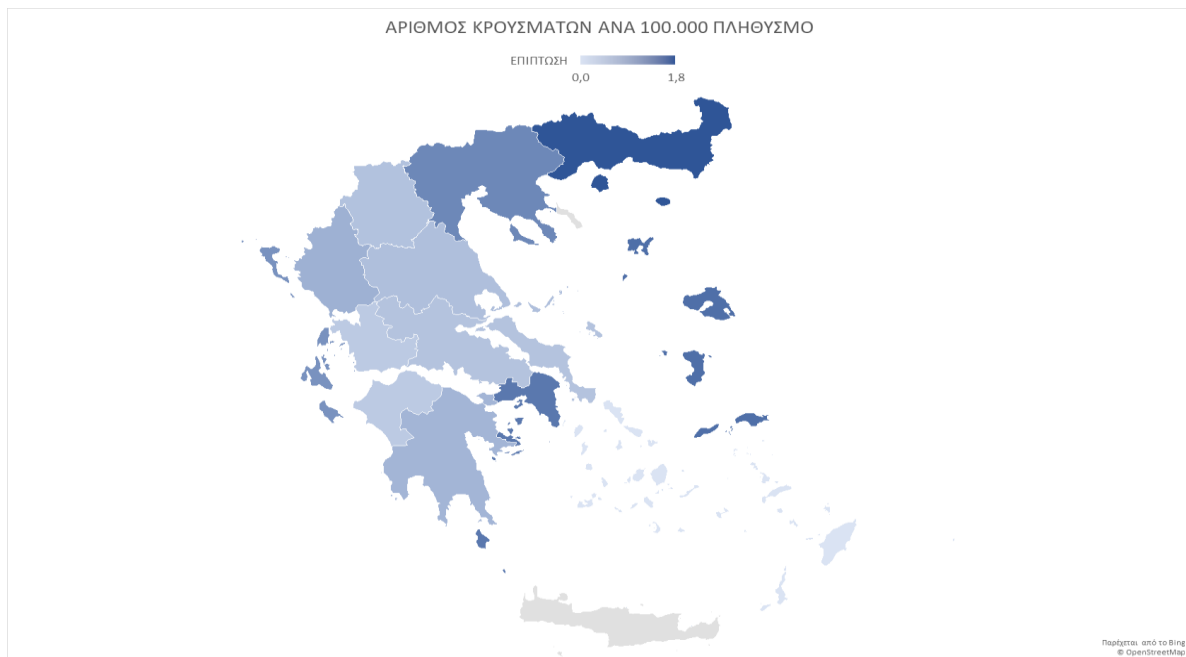 ΑΡΙΘΜΟΣ ΚΡΟΥΣΜΑΤΩΝ ΑΝΑ 100.000 ΠΛΗΘΥΣΜΟ
ΕΠΙΠΤΩΣΗ
0,0 1,8
Παρέχεται από το Bing
© OpenStreetMap